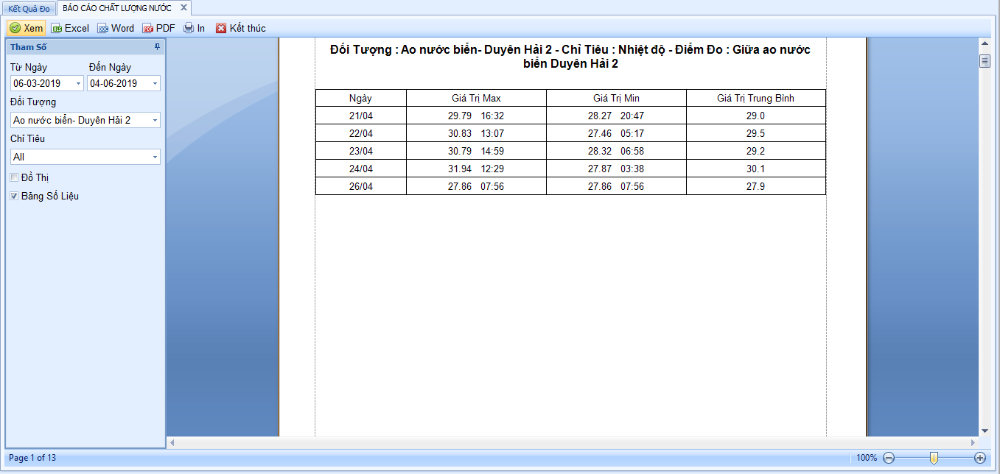 Kết Quả Đo
BÁO CÁO CHẤT LƯỢNG NƯỚC X
Xem XLS Excel DOC Word PDF PDF In Kết thúc
Tham Số
Từ Ngày Đến Ngày
06-03-2019 04-06-2019
Đối Tượng
Ao nước biển- Duyên Hải 2
Chỉ Tiêu
All
Đồ Thị
Bảng Số Liệu
Đối Tượng : Ao nước biển- Duyên Hải 2 - Chỉ Tiêu : Nhiệt độ - Điểm Đo : Giữa ao nước
biển Duyên Hải 2
Ngày Giá Trị Max Giá Trị Min Giá Trị Trung Bình
21/04 29.79 16:32 28.27 20:47 29.0
22/04 30.83 13:07 27.46 05:17 29.5
23/04 30.79 14:59 28.32 06:58 29.2
24/04 31.94 12:29 27.87 03:38 30.1
26/04 27.86 07:56 27.86 07:56 27.9
Page 1 of 13 100%